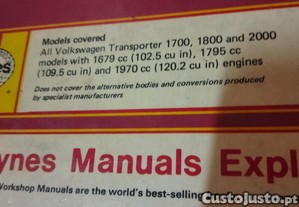 Models covered
All Volkswagen Transporter 1700, 1800 and 2000
models with 1679 cc (102.5 cu in), 1795 cc
(109.5 cu in) and 1970 cc (120.2 cu in) engines
Does not cover the alternative bodies and conversions produced
by specialist manufacturers
ynes Manuals Expl
Workshop Manuals are the world's best-selling
CustoJusto.pt